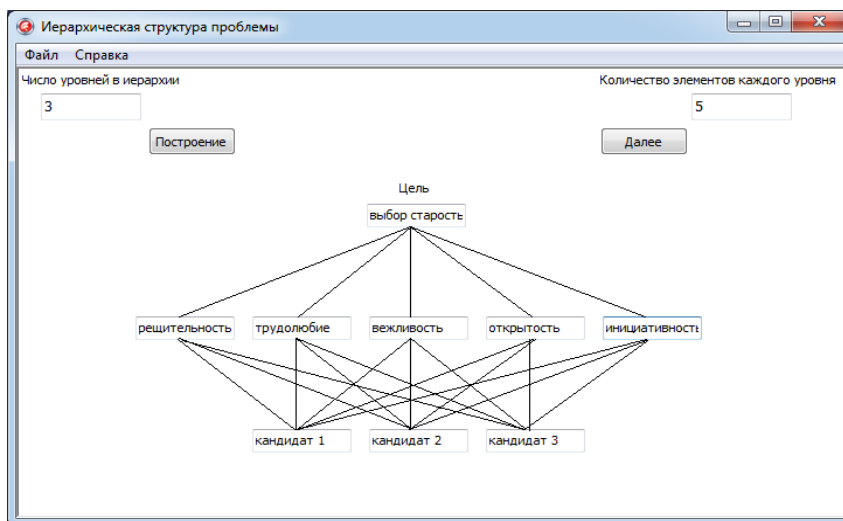 Иерархическая структура проблемы
Файл Справка
Число уровней в иерархии
Количество элементов каждого уровня
3
5
Построение
Далее
Цель
выбор старость
рещительность
трудолюбие
вежливость
открытость
инициативность
кандидат 1
кандидат 2
кандидат 3